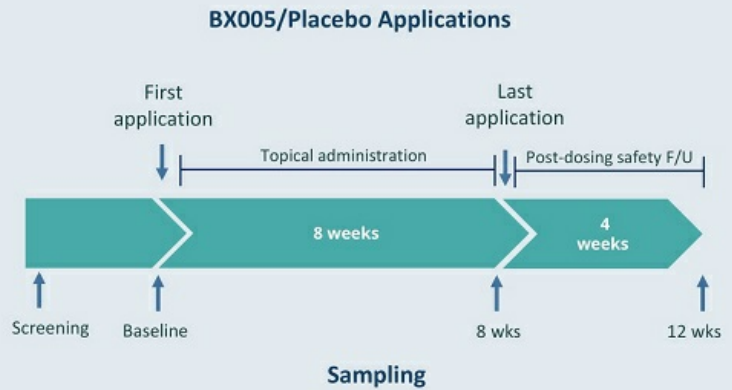 BX005/Placebo Applications
First
application
Last
application
Topical administration
Post-dosing safety F/U
8 weeks
4
weeks
Screening
Baseline
8 wks
12 wks
Sampling